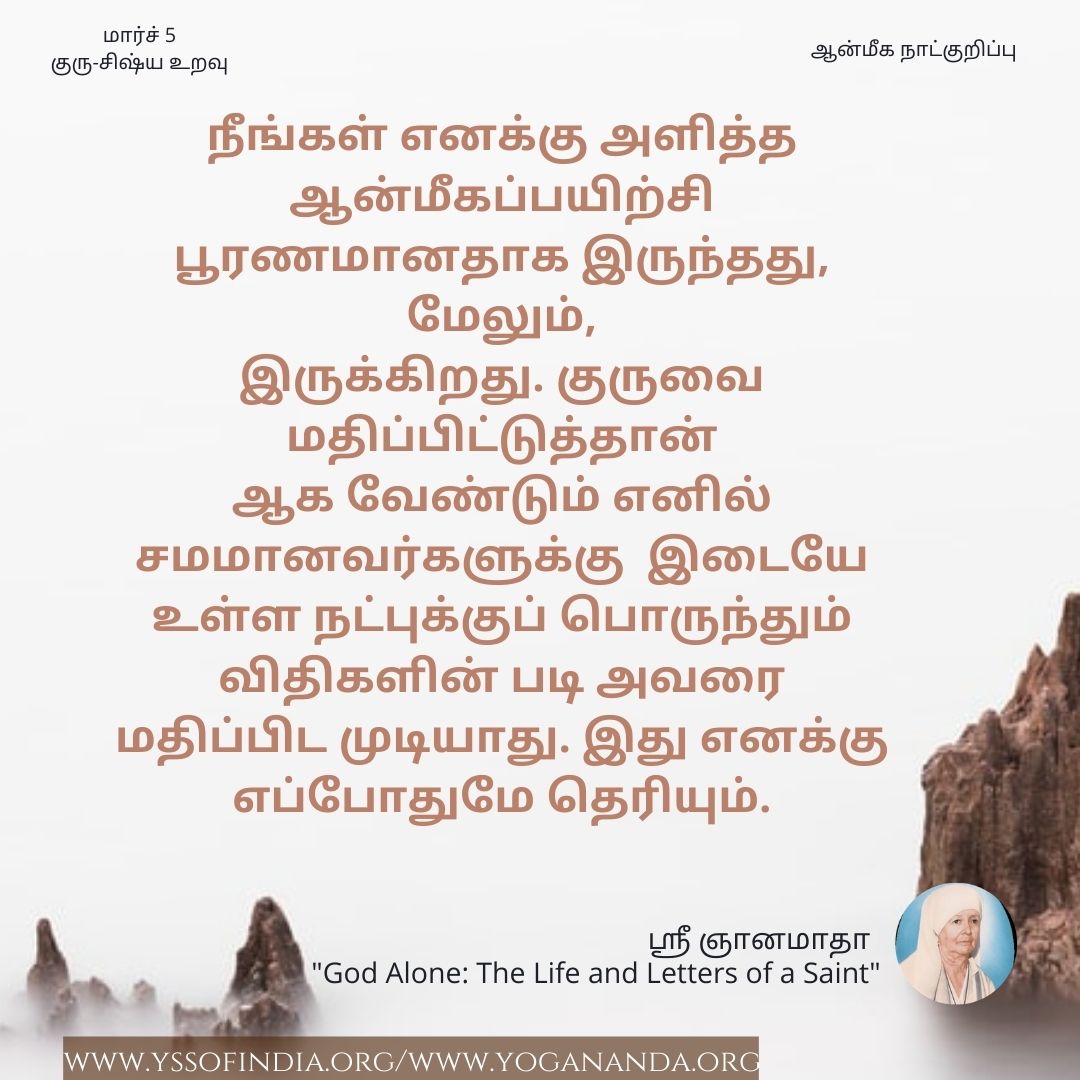 மார்ச் 5
குரு-சிஷ்ய உறவு
ஆன்மீக நாட்குறிப்பு
நீங்கள் எனக்கு அளித்த
ஆன்மீகப்பயிற்சி
பூரணமானதாக இருந்தது,
மேலும்,
இருக்கிறது. குருவை
மதிப்பிட்டுத்தான்
ஆக வேண்டும் எனில்
சமமானவர்களுக்கு இடையே
உள்ள நட்புக்குப் பொருந்தும்
விதிகளின் படி அவரை
மதிப்பிட முடியாது. இது எனக்கு
எப்போதுமே தெரியும்.
ஸ்ரீ ஞானமாதா
"God Alone: The Life and Letters of a Saint"
WWW.YSSOFINDIA.ORG/WWW.YOGANANDA.ORG